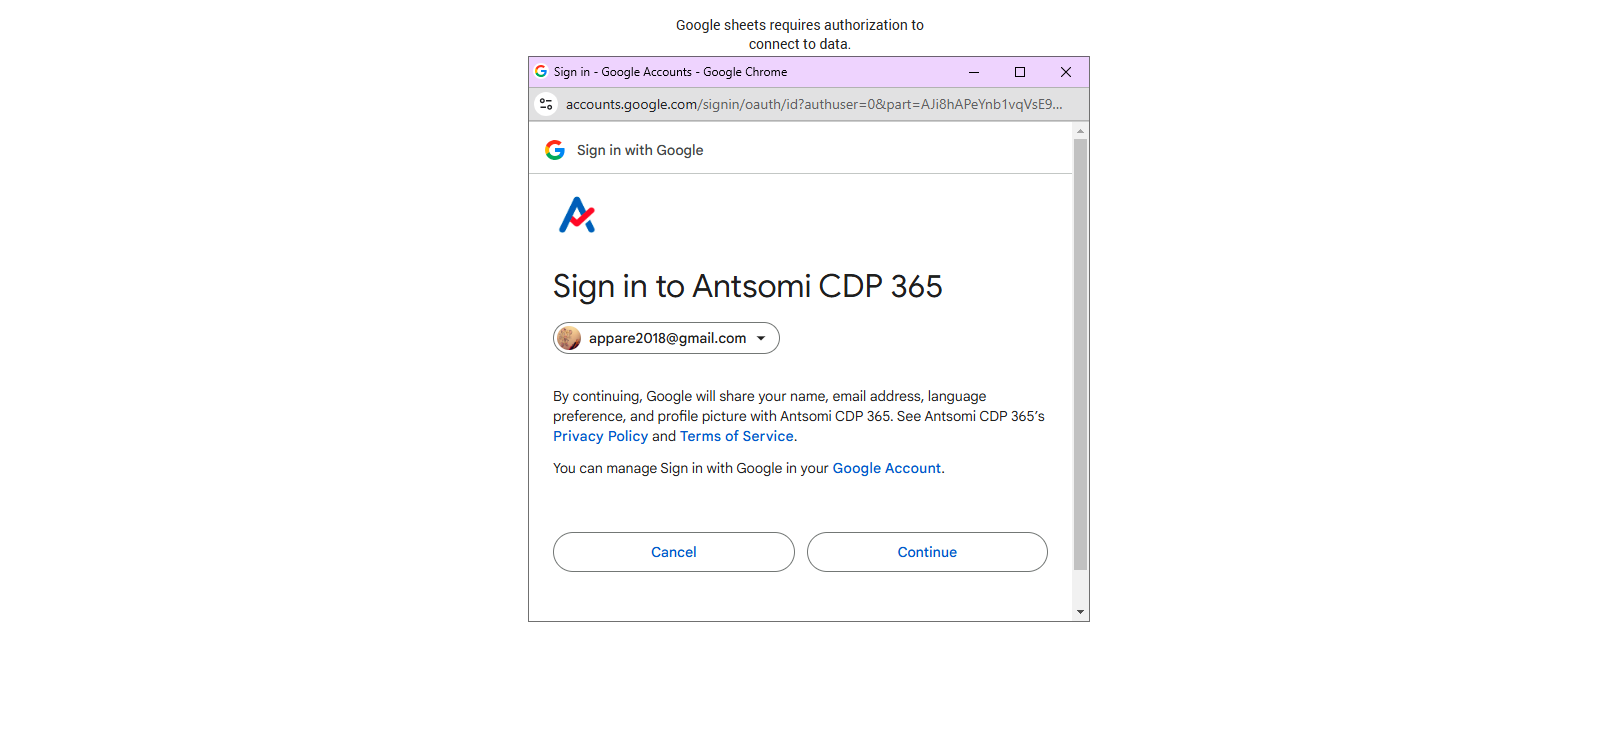 Google sheets requires authorization to
connect to data.
Sign in - Google Accounts - Google Chrome
accounts.google.com/signin/oauth/id?authuser=0&part=AJi8hAPeYnb1vqVsE9...
Sign in with Google
Sign in to Antsomi CDP 365
appare2018@gmail.com
By continuing, Google will share your name, email address, language
preference, and profile picture with Antsomi CDP 365. See Antsomi CDP 365's
Privacy Policy and Terms of Service.
You can manage Sign in with Google in your Google Account.
Cancel
Continue